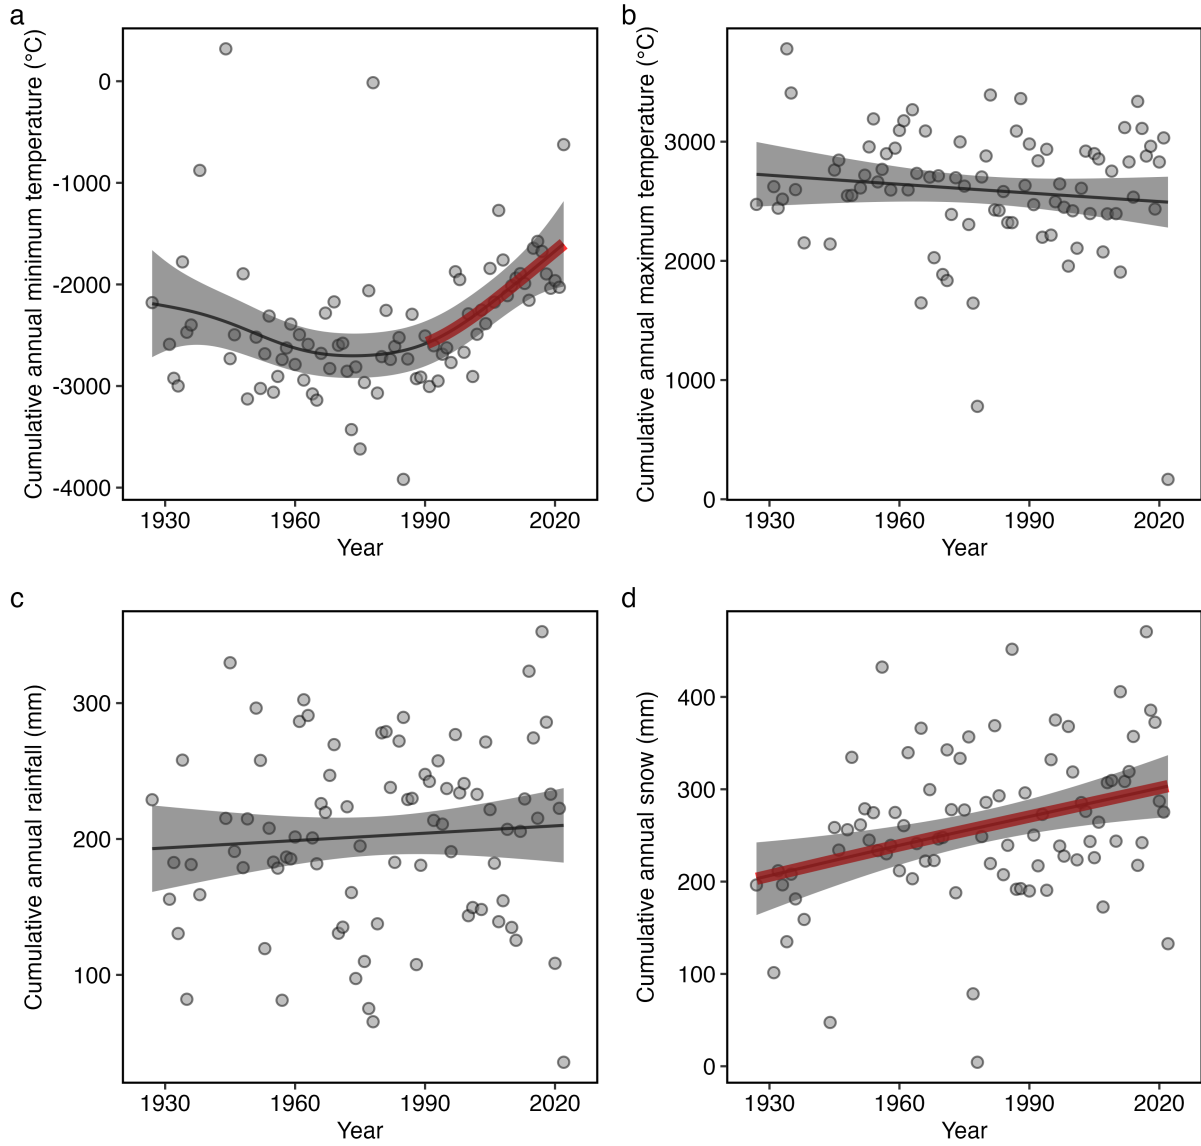 a
Cumulative annual minimum temperature (°C)
0
-1000
-2000
-3000
-4000
1930 1960 1990 2020
Year
b
Cumulative annual maximum temperature (°C)
3000
2000
1000
0
1930 1960 1990 2020
Year
c
Cumulative annual rainfall (mm)
300
200
100
1930 1960 1990 2020
Year
d
Cumulative annual snow (mm)
400
300
200
100
0
1930 1960 1990 2020
Year